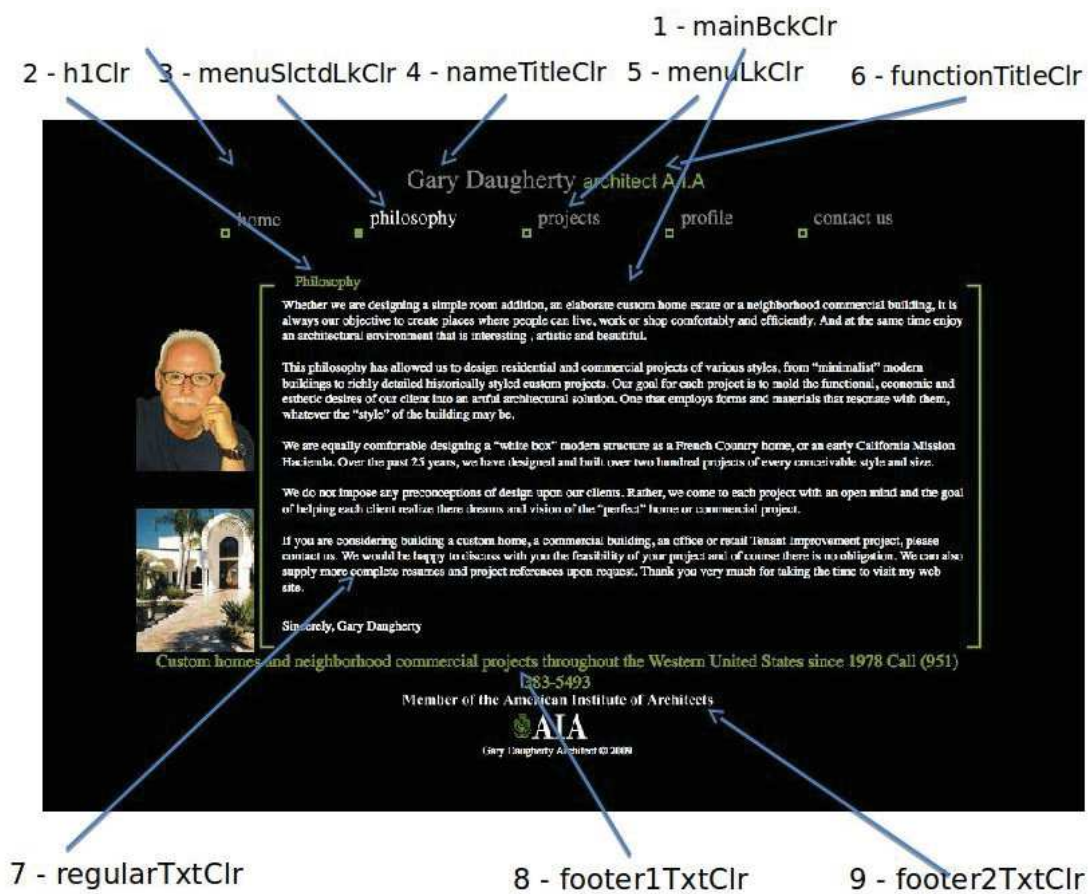 1 - mainBckClr
2 - h1Clr 3 - menuSlctdLkClr 4 - nameTitleClr 5 - menuLkClr 6 - functionTitleClr
Gary Daugherty architect A.I.A
home philosophy projects profile contact us
Philosophy
Whether we are designing a simple room addition, an elaborate custom home estate or a neighborhood commercial building, it is
always our objective to create places where people can live, work or shop comfortably and efficiently. And at the same time enjoy
an architectural environment that is interesting , artistic and beautiful.
This philosophy has allowed us to design residential and commercial projects of various styles, from “minimalist” modern
buildings to richly detailed historically styled custom projects. Our goal for each project is to mold the functional, economic and
esthetic desires of our client into an artful architectural solution. One that employs forms and materials that resonate with them,
whatever the “style” of the building may be.
We are equally comfortable designing a “white box” modern structure as a French Country home, or an early California Mission
Hacienda. Over the past 25 years, we have designed and built over two hundred projects of every conceivable style and size.
We do not impose any preconceptions of design upon our clients. Rather, we come to each project with an open mind and the goal
of helping each client realize there dreams and vision of the “perfect” home or commercial project.
If you are considering building a custom home, a commercial building, an office or retail Tenant Improvement project, please
contact us. We would be happy to discuss with you the feasibility of your project and of course there is no obligation. We can also
supply more complete resumes and project references upon request. Thank you very much for taking the time to visit my web
site.
Sincerely, Gary Daugherty
Custom homes and neighborhood commercial projects throughout the Western United States since 1978 Call (951)
283-5493
Member of the American Institute of Architects
AIA
Gary Daugherty Architect © 2009
7 - regularTxtClr 8 - footer1TxtClr 9 - footer2TxtClr